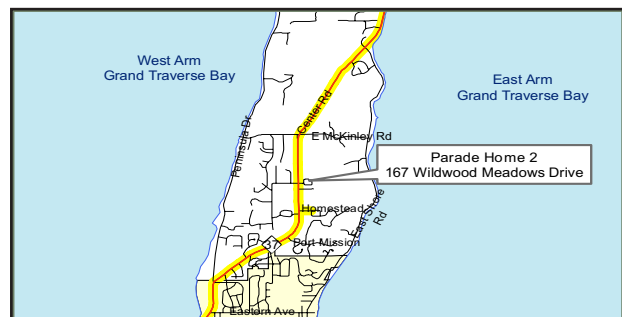 West Arm
Grand Traverse Bay
East Arm
Grand Traverse Bay
Center Rd
Peninsula Dr
E McKinley Rd
Parade Home 2
167 Wildwood Meadows Drive
Homestead
East Shore
Rd
37
Port Mission
Eastern Ave